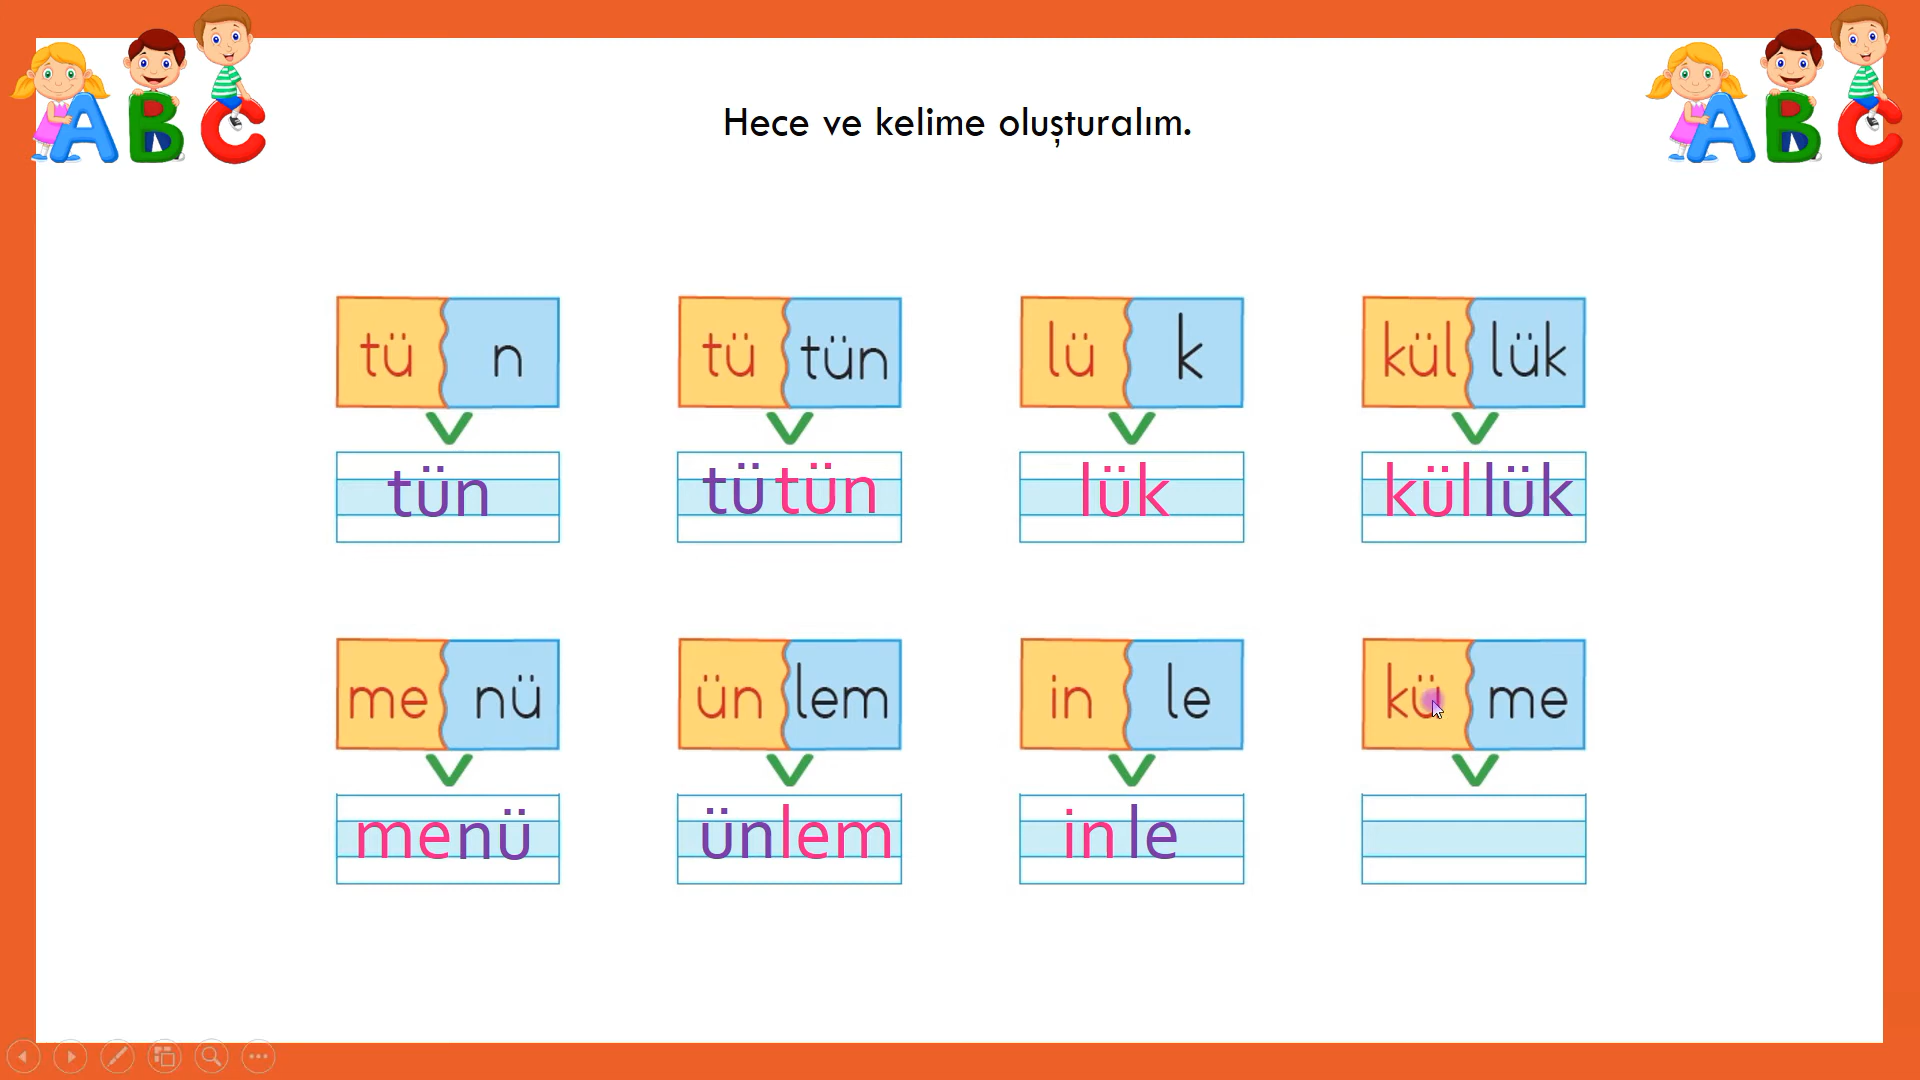 A B C
A B C
Hece ve kelime oluşturalım.
tü n
tü tün
lü k
kül lük
tün
tütün
lük
küllük
me nü
ün lem
in le
kü me
menü
ünlem
inle